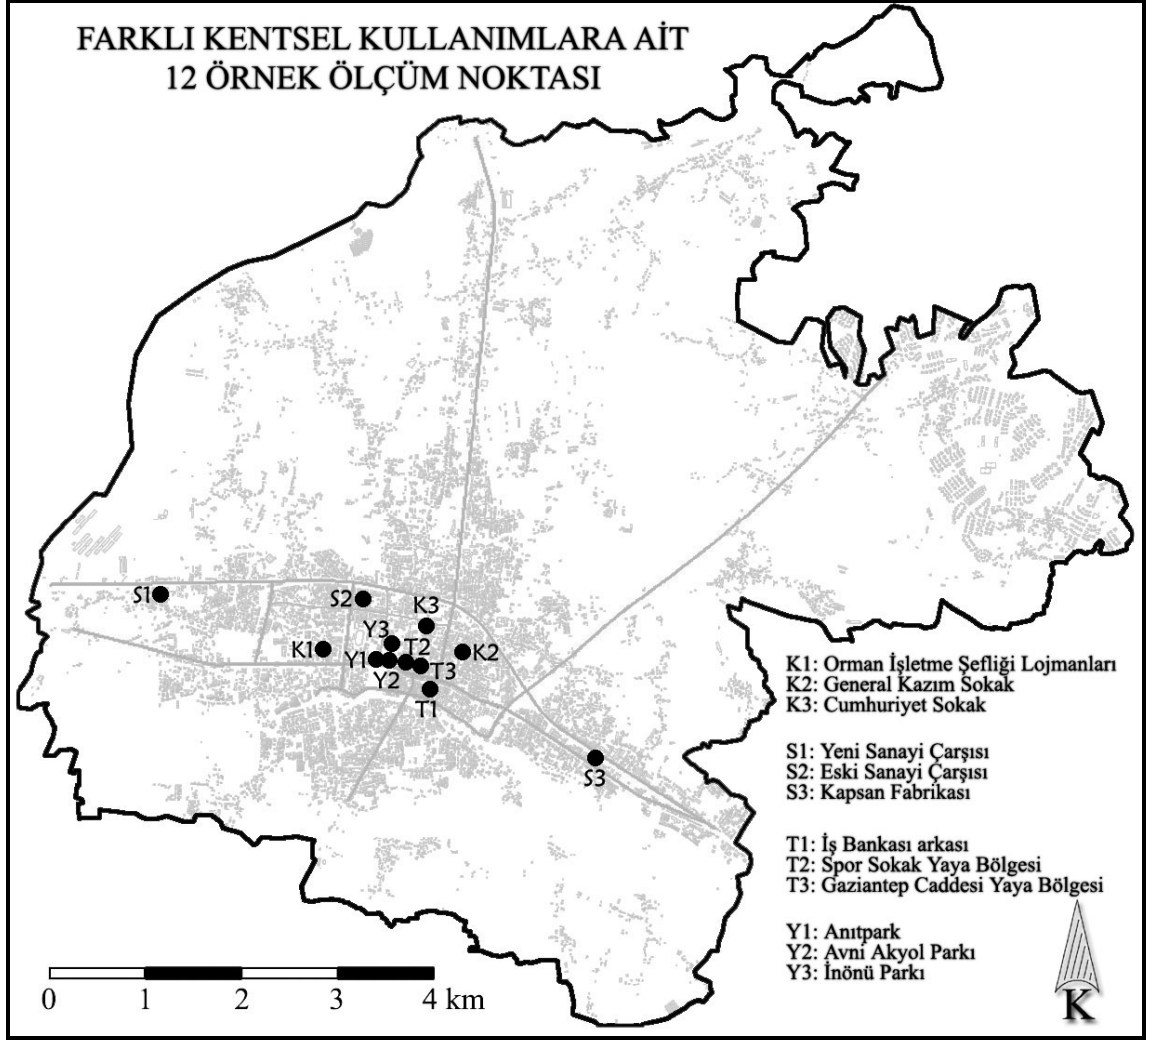 FARKLI KENTSEL KULLANIMLARA AİT
12 ÖRNEK ÖLÇÜM NOKTASI
S1
S2
K3
Y3
K1
T2
K2
Y1
T3
Y2
T1
S3
K1: Orman İşletme Şefliği Lojmanları
K2: General Kazım Sokak
K3: Cumhuriyet Sokak
S1: Yeni Sanayi Çarşısı
S2: Eski Sanayi Çarşısı
S3: Kapsan Fabrikası
T1: İş Bankası arkası
T2: Spor Sokak Yaya Bölgesi
T3: Gaziantep Caddesi Yaya Bölgesi
Y1: Anıtpark
Y2: Avni Akyol Parkı
Y3: İnönü Parkı
0 1 2 3 4 km
K